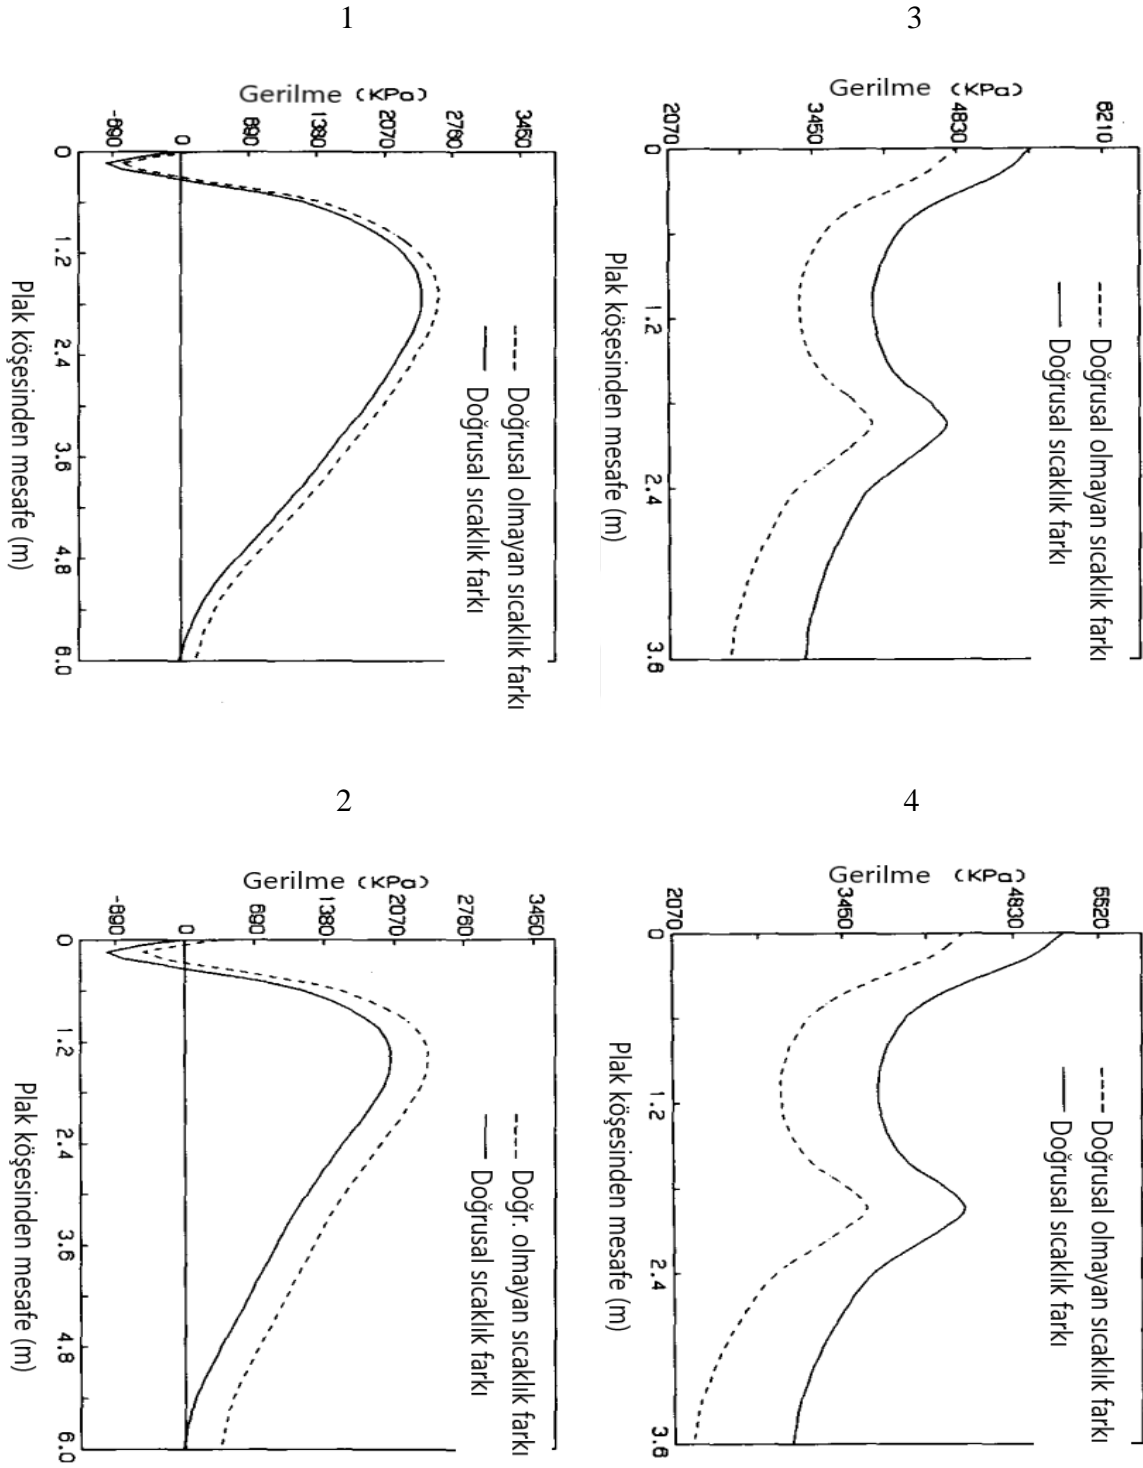 1
Gerilme (KPa)
-690 0 690 1380 2070 2760 3450
0 1.2 2.4 3.6 4.8 6.0
Plak köşesinden mesafe (m)
---- Doğrusal olmayan sıcaklık farkı
— Doğrusal sıcaklık farkı
3
Gerilme (KPa)
2070 3450 4830 6210
0 1.2 2.4 3.6
Plak köşesinden mesafe (m)
---- Doğrusal olmayan sıcaklık farkı
— Doğrusal sıcaklık farkı
2
Gerilme (KPa)
-690 0 690 1380 2070 2760 3450
0 1.2 2.4 3.6 4.8 6.0
Plak köşesinden mesafe (m)
---- Doğr. olmayan sıcaklık farkı
— Doğrusal sıcaklık farkı
4
Gerilme (KPa)
2070 3450 4830 5520
0 1.2 2.4 3.6
Plak köşesinden mesafe (m)
---- Doğrusal olmayan sıcaklık farkı
— Doğrusal sıcaklık farkı